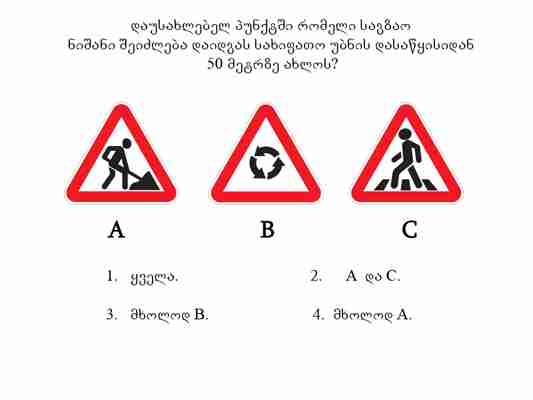 დაუსახლებელ პუნქტში რომელი საგზაო
ნიშანი შეიძლება დაიდგას სახიფათო უბნის დასაწყისიდან
50 მეტრზე ახლოს?
A B C
1. ყველა. 2. A და C.
3. მხოლოდ B. 4. მხოლოდ A.